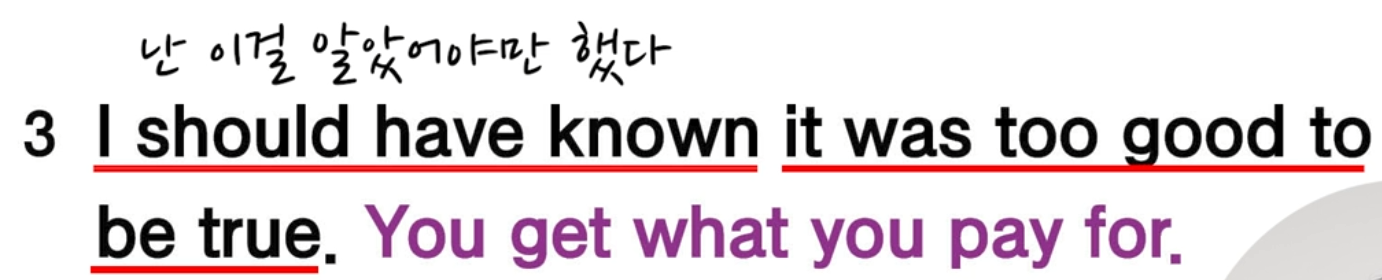 난 이걸 알았어야만 했다
3 I should have known it was too good to
be true. You get what you pay for.